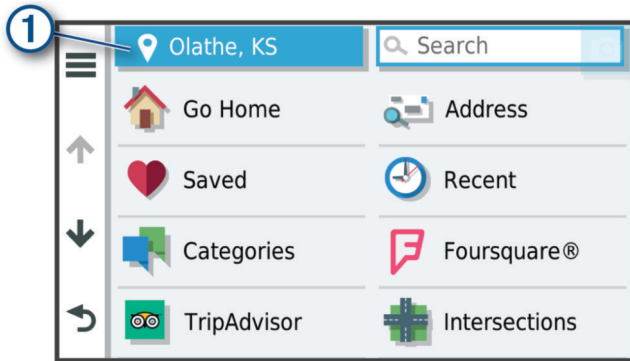 1
Olathe, KS
Search
Go Home
Address
Saved
Recent
Categories
Foursquare®
TripAdvisor
Intersections